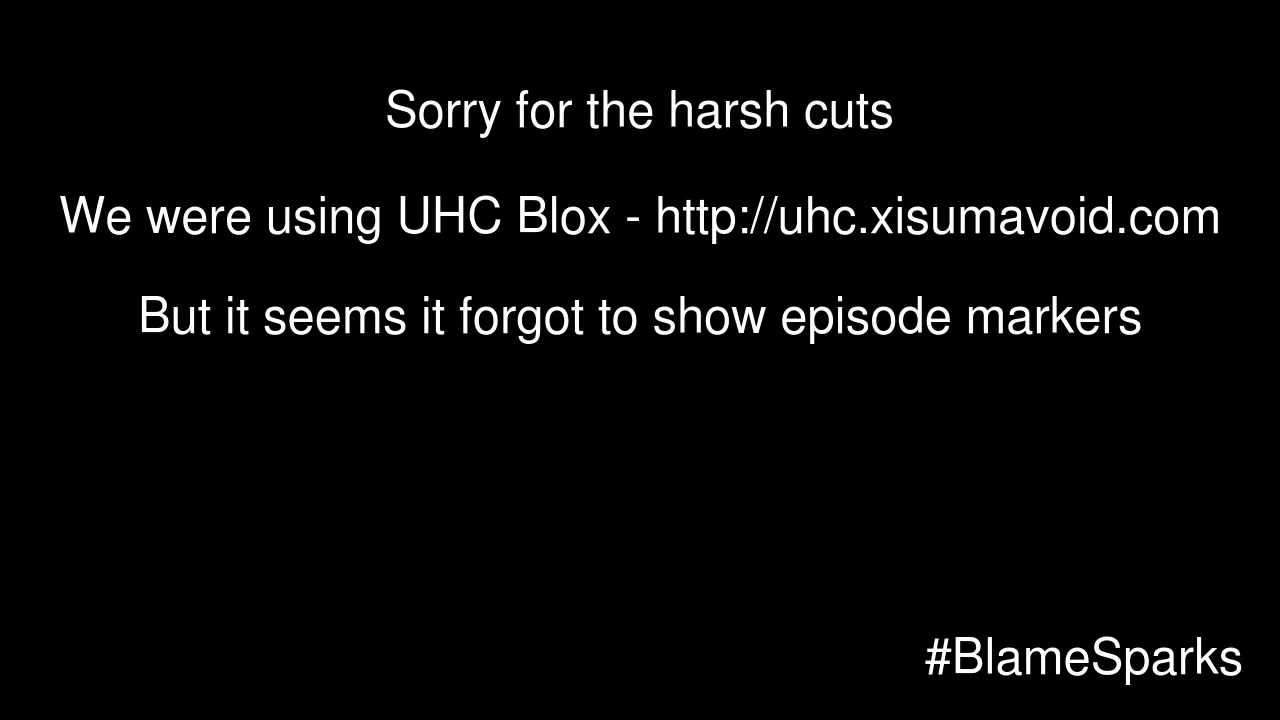 Sorry for the harsh cuts
We were using UHC Blox - http://uhc.xisumavoid.com
But it seems it forgot to show episode markers
#BlameSparks